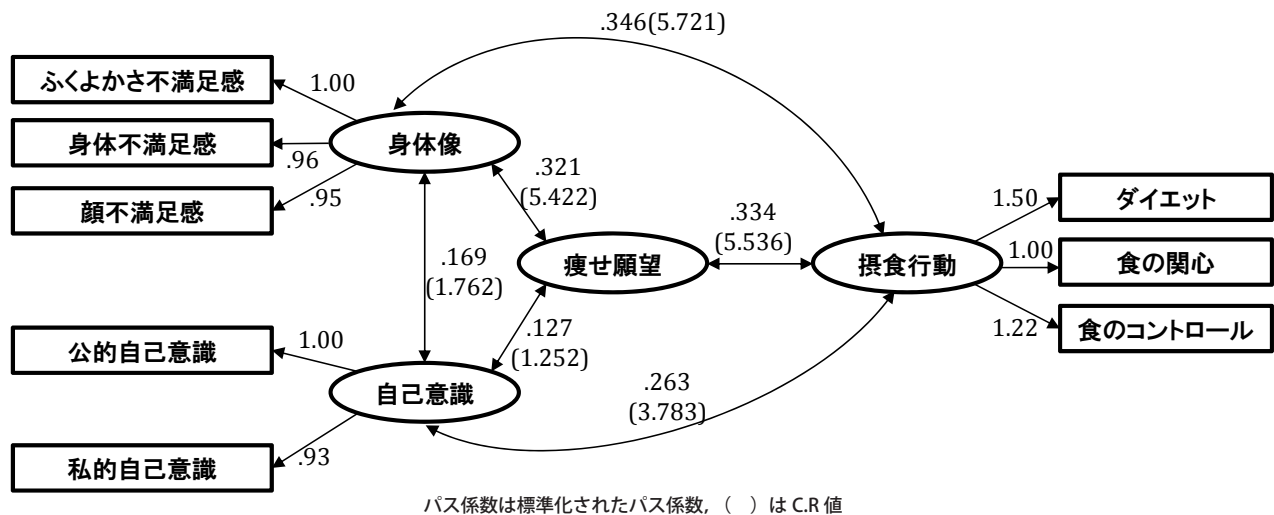 .346(5.721)
ふくよかさ不満足感
1.00
身体不満足感
.96
身体像
顔不満足感
.95
.321
(5.422)
ダイエット
1.50
.334
(5.536)
.169
(1.762)
痩せ願望
摂食行動
1.00
食の関心
食のコントロール
1.22
.127
(1.252)
公的自己意識
1.00
自己意識
.263
(3.783)
私的自己意識
.93
パス係数は標準化されたパス係数, （　）は C.R 値